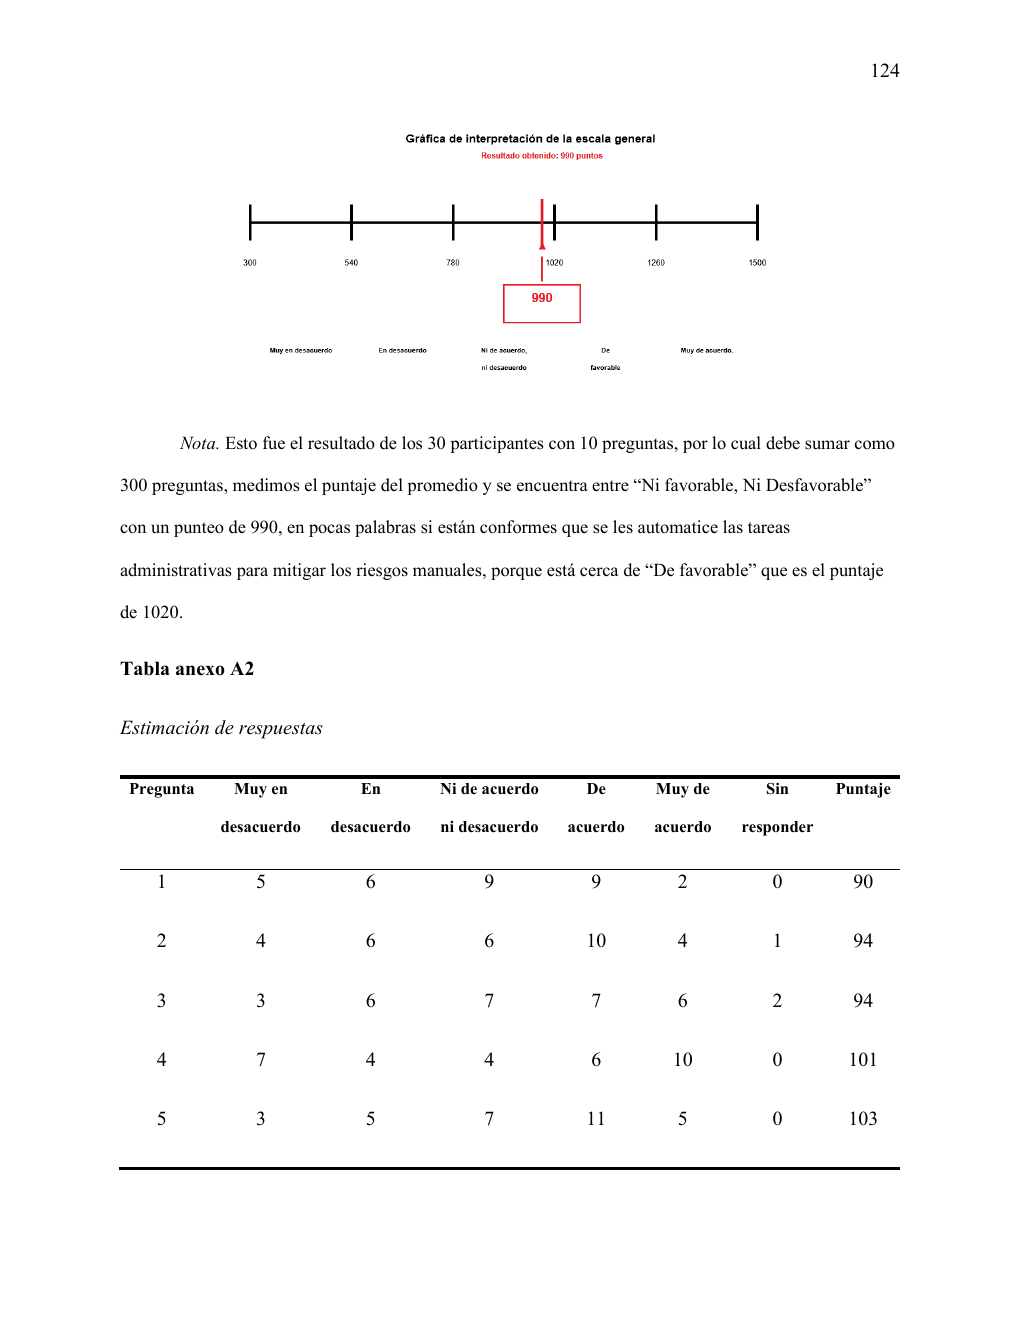 124
Gráfica de interpretación de la escala general
Resultado obtenido: 990 puntos
300 540 780 1020 1260 1500
990
Muy en desacuerdo En desacuerdo Ni de acuerdo, De Muy de acuerdo.
ni desacuerdo favorable
Nota. Esto fue el resultado de los 30 participantes con 10 preguntas, por lo cual debe sumar como
300 preguntas, medimos el puntaje del promedio y se encuentra entre “Ni favorable, Ni Desfavorable”
con un punteo de 990, en pocas palabras si están conformes que se les automatice las tareas
administrativas para mitigar los riesgos manuales, porque está cerca de “De favorable” que es el puntaje
de 1020.
Tabla anexo A2
Estimación de respuestas
Pregunta Muy en En Ni de acuerdo De Muy de Sin Puntaje
desacuerdo desacuerdo ni desacuerdo acuerdo acuerdo responder
1 5 6 9 9 2 0 90
2 4 6 6 10 4 1 94
3 3 6 7 7 6 2 94
4 7 4 4 6 10 0 101
5 3 5 7 11 5 0 103